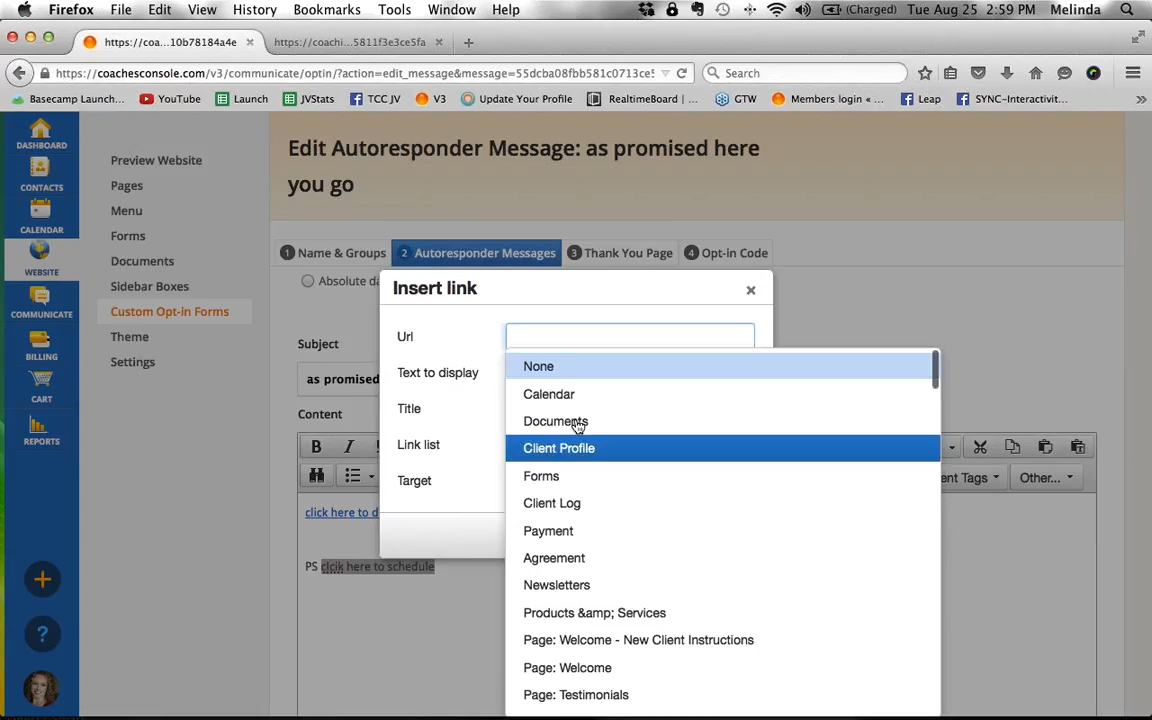 Firefox File Edit View History Bookmarks Tools Window Help (Charged) Tue Aug 25 2:59 PM Melinda
https://coa...10b78184a4e × https://coachi...5811f3e3ce5fa × +
https://coachesconsole.com/v3/communicate/optin/?action=edit_message&message=55dcba08fbb581c0713ce5 Search
Basecamp Launch... YouTube Launch JVStats TCC JV V3 Update Your Profile RealtimeBoard | ... GTW Members login « ... Leap SYNC-Interactivit... »
DASHBOARD
CONTACTS
CALENDAR
WEBSITE
COMMUNICATE
BILLING
CART
REPORTS
+
?
Preview Website
Pages
Menu
Forms
Documents
Sidebar Boxes
Custom Opt-in Forms
Theme
Settings
Edit Autoresponder Message: as promised here
you go
1 Name & Groups 2 Autoresponder Messages 3 Thank You Page 4 Opt-in Code
Absolute da
Subject
as promised
Content
B I
ent Tags Other...
click here to d
PS clcik here to schedule
Insert link ×
Url
Text to display
Title
Link list
Target
None
Calendar
Documents
Client Profile
Forms
Client Log
Payment
Agreement
Newsletters
Products &amp; Services
Page: Welcome - New Client Instructions
Page: Welcome
Page: Testimonials